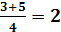 (3+5)/4 = 2